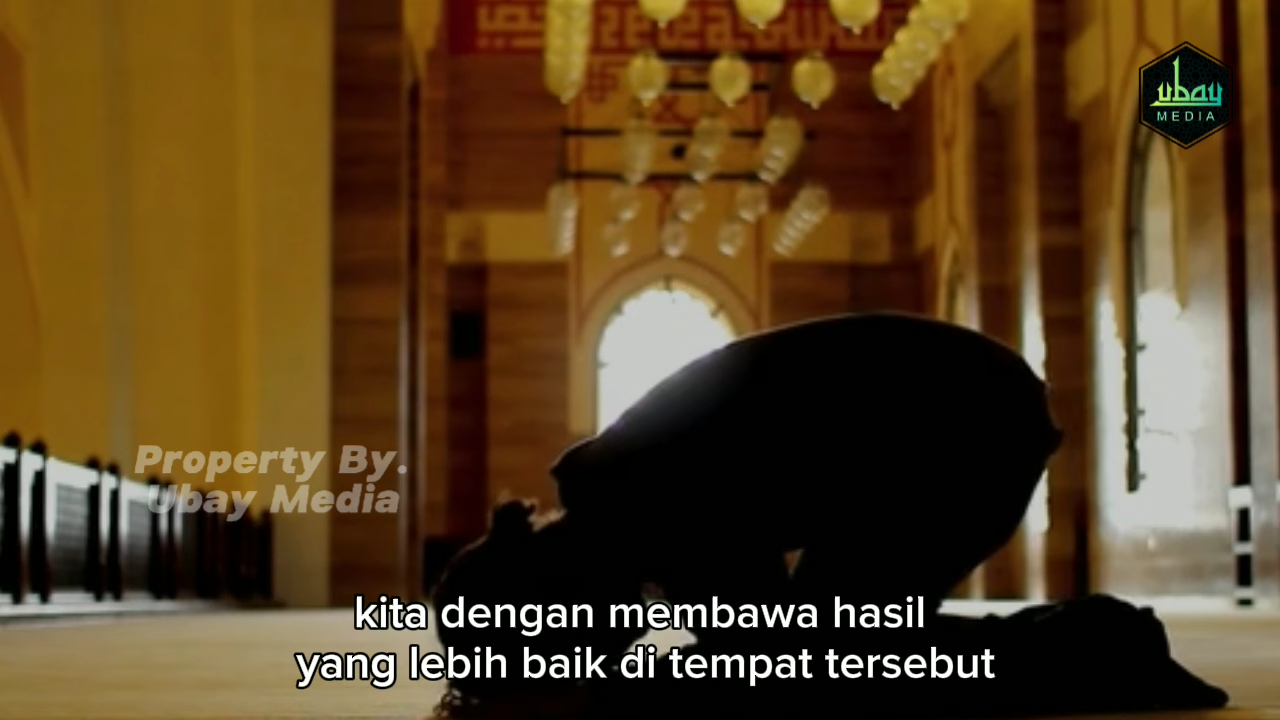 ubay
MEDIA
Property By.
Ubay Media
kita dengan membawa hasil
yang lebih baik di tempat tersebut